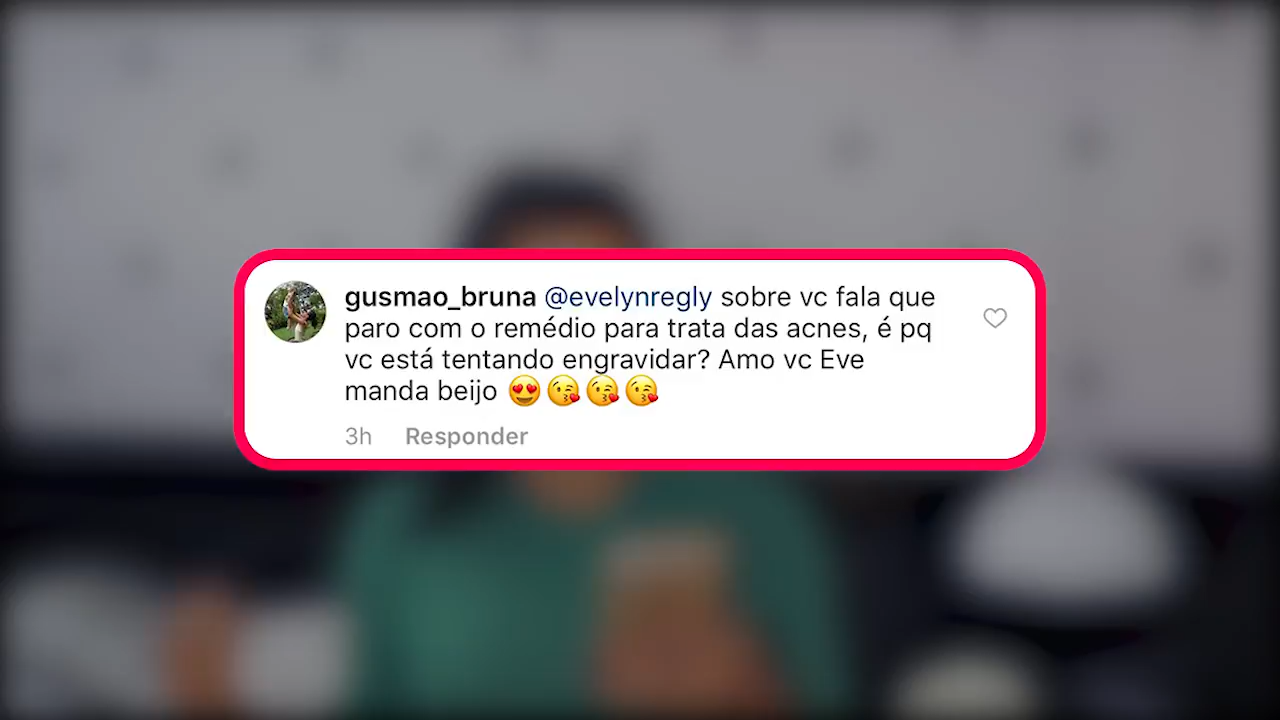 gusmao_bruna @evelynregly sobre vc fala que
paro com o remédio para trata das acnes, é pq
vc está tentando engravidar? Amo vc Eve
manda beijo 😍😘😘😘
3h Responder